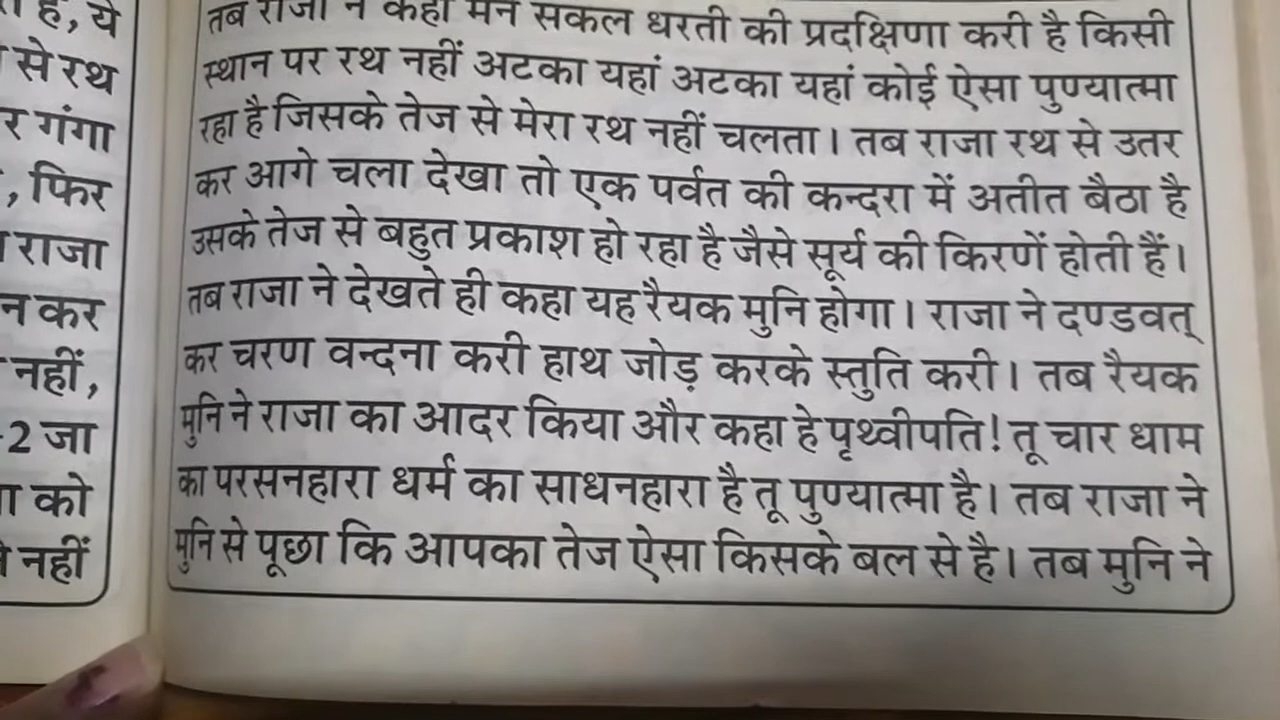 है, ये
से रथ
र गंगा
, फिर
राजा
न कर
नहीं,
2 जा
को
नहीं
तब राजा ने कहा मैंने सकल धरती की प्रदक्षिणा करी है किसी
स्थान पर रथ नहीं अटका यहां अटका यहां कोई ऐसा पुण्यात्मा
रहा है जिसके तेज से मेरा रथ नहीं चलता। तब राजा रथ से उतर
कर आगे चला देखा तो एक पर्वत की कन्दरा में अतीत बैठा है
उसके तेज से बहुत प्रकाश हो रहा है जैसे सूर्य की किरणें होती हैं।
तब राजा ने देखते ही कहा यह रैयक मुनि होगा। राजा ने दण्डवत्
कर चरण वन्दना करी हाथ जोड़ करके स्तुति करी। तब रैयक
मुनि ने राजा का आदर किया और कहा हे पृथ्वीपति! तू चार धाम
का परसनहारा धर्म का साधनहारा है तू पुण्यात्मा है। तब राजा ने
मुनि से पूछा कि आपका तेज ऐसा किसके बल से है। तब मुनि ने